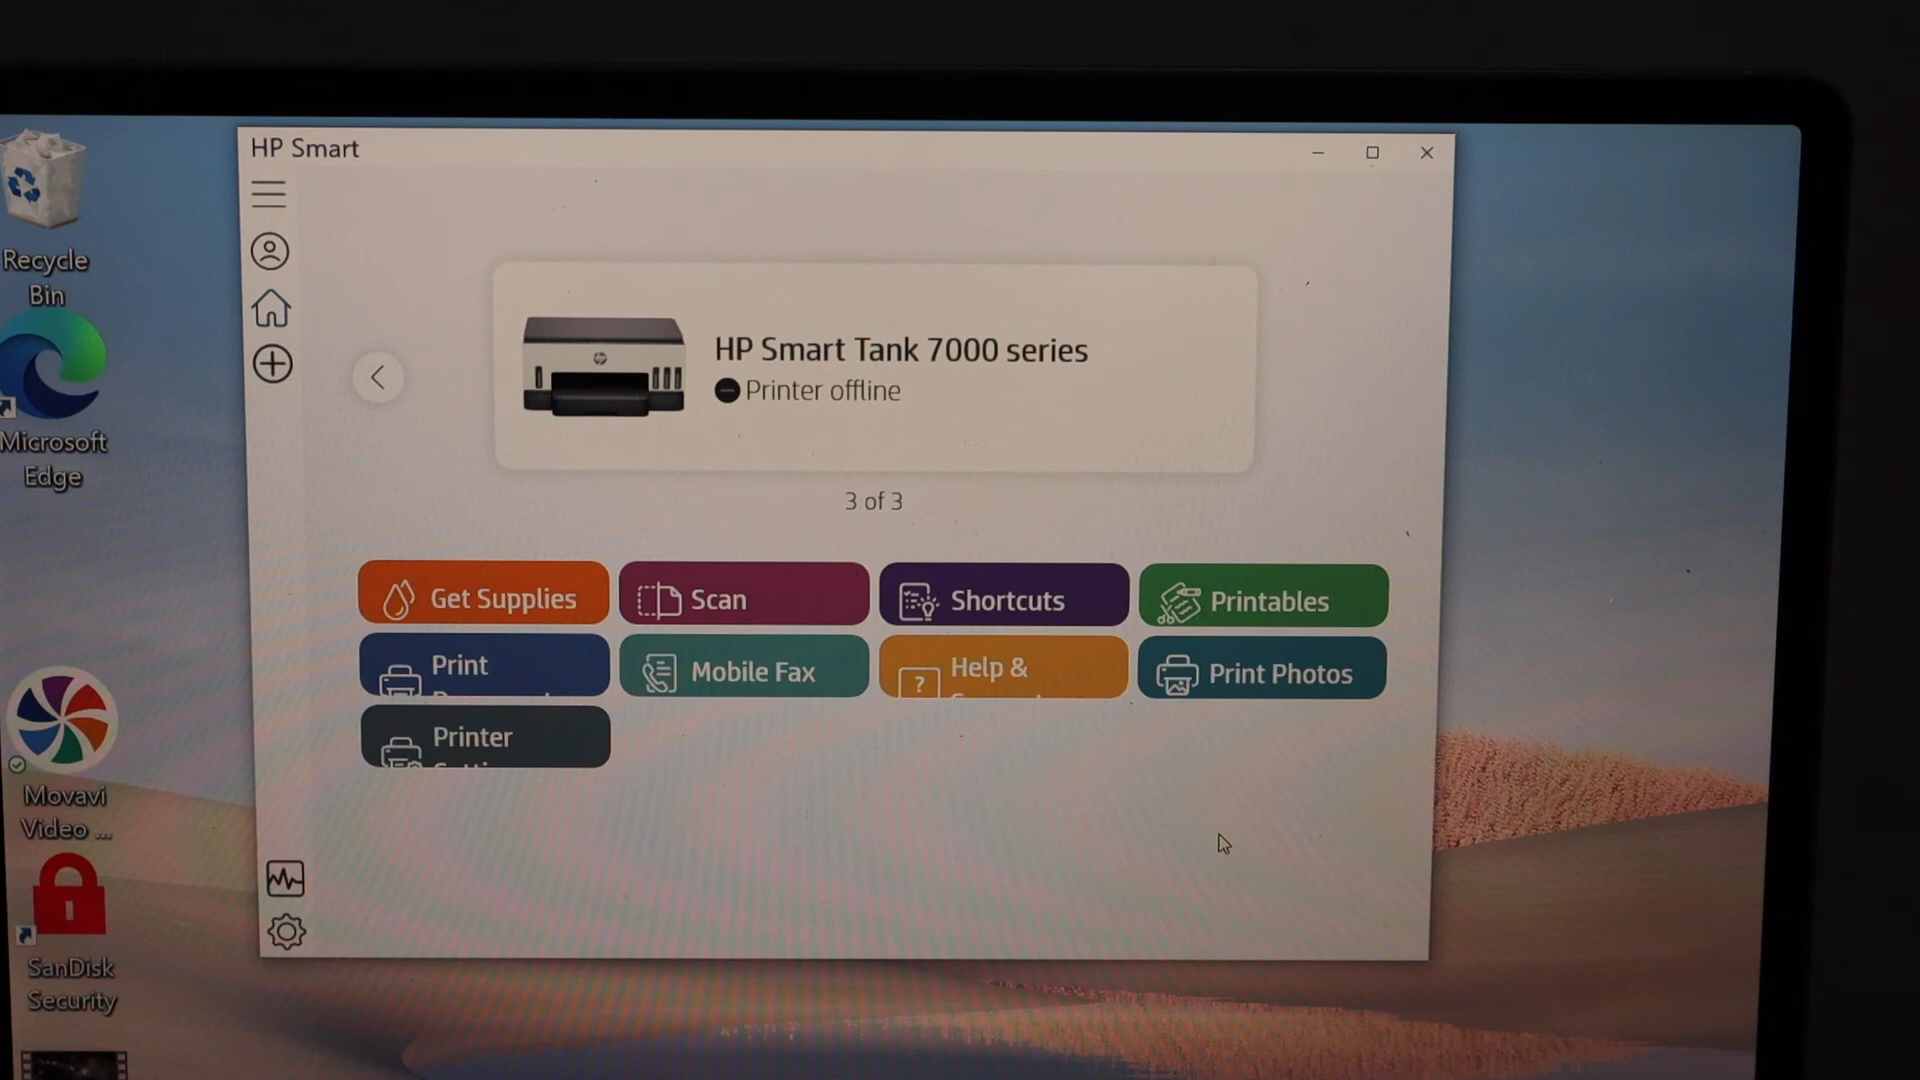 HP Smart
Recycle
Bin
Microsoft
Edge
hp
HP Smart Tank 7000 series
Printer offline
3 of 3
Get Supplies
Scan
Shortcuts
Printables
Print
Mobile Fax
Help &
?
Print Photos
Printer
Movavi
Video ...
SanDisk
Security